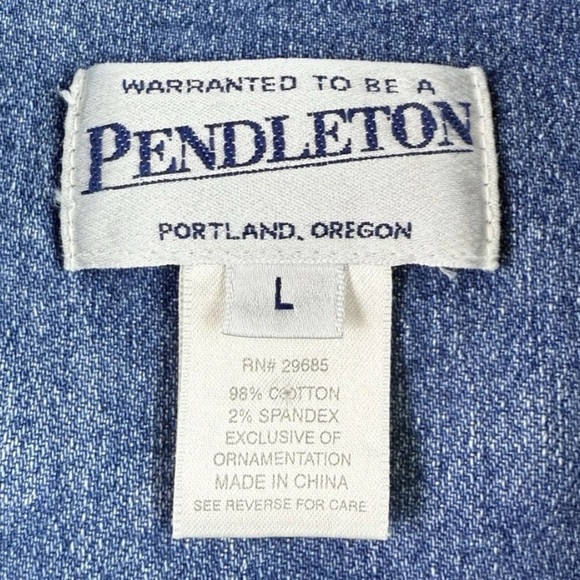 WARRANTED TO BE A
PENDLETON
PORTLAND, OREGON
L
RN# 29685
98% COTTON
2% SPANDEX
EXCLUSIVE OF
ORNAMENTATION
MADE IN CHINA
SEE REVERSE FOR CARE